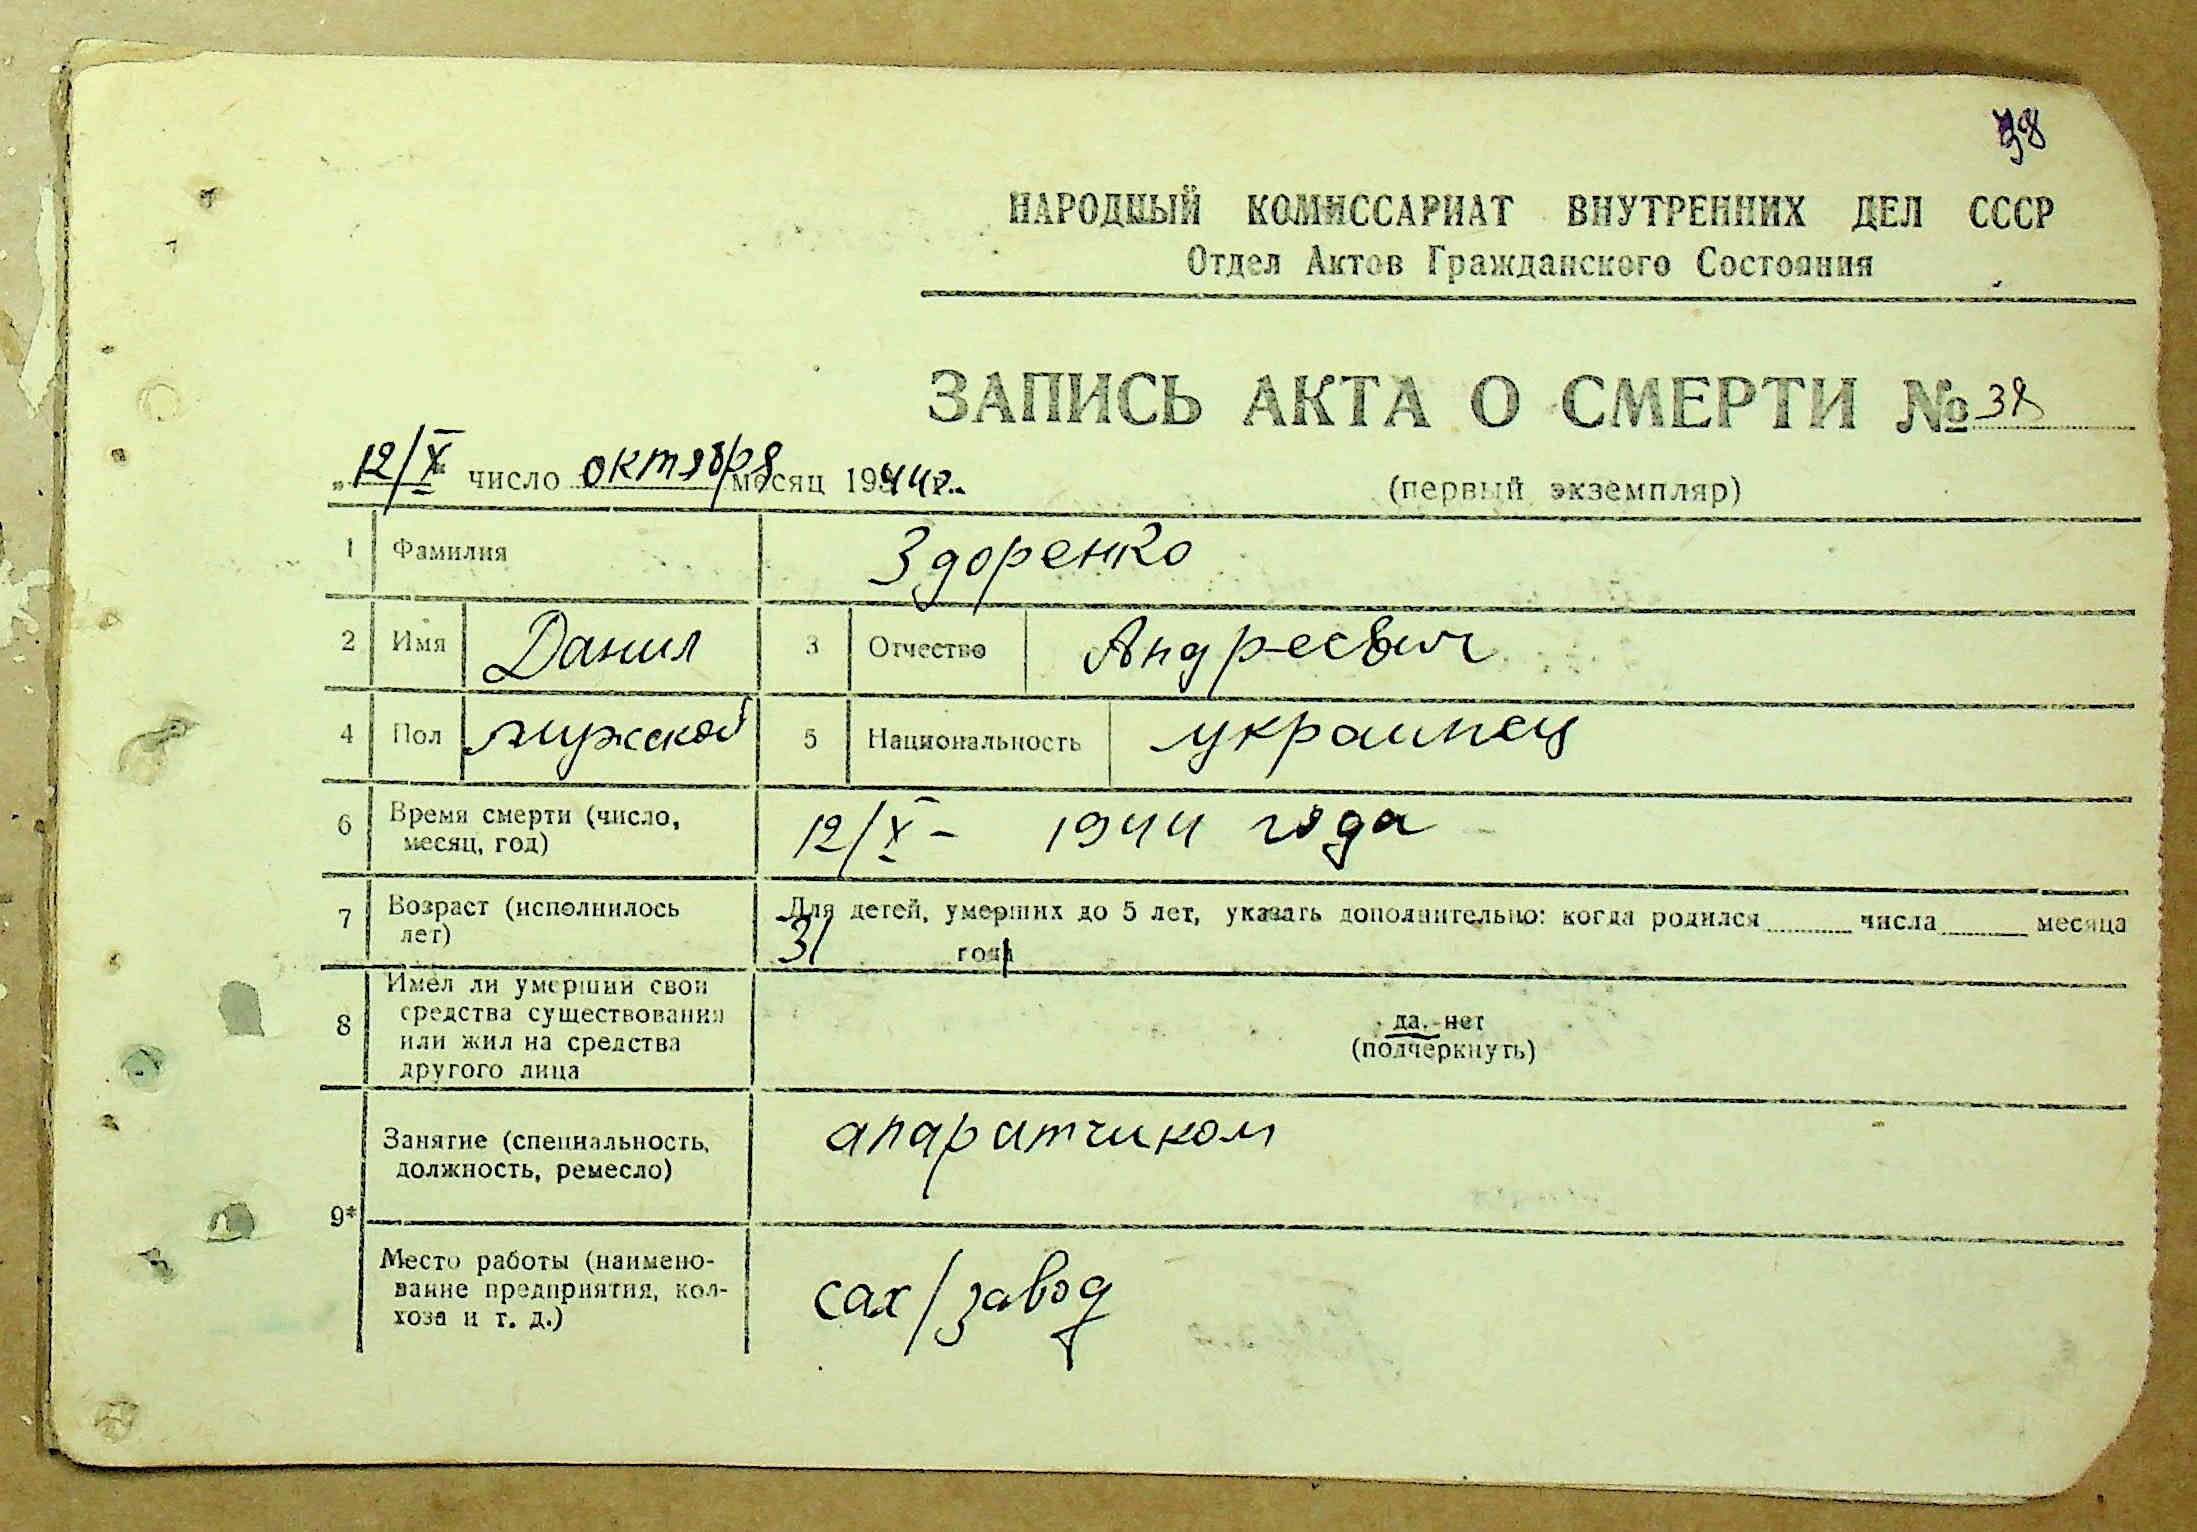 38
НАРОДНЫЙ КОМИССАРИАТ ВНУТРЕННИХ ДЕЛ СССР
Отдел Актов Гражданского Состояния
ЗАПИСЬ АКТА О СМЕРТИ № 38
„12/X число октября месяц 1944 г.
(первый экземпляр)
1 Фамилия Здоренко
2 Имя Данил 3 Отчество Андреевич
4 Пол мужской 5 Национальность украинец
6 Время смерти (число, месяц, год) 12/X – 1944 года
7 Возраст (исполнилось лет) Для детей, умерших до 5 лет, указать дополнительно: когда родился числа месяца
31 года
8 Имел ли умерший свои средства существования или жил на средства другого лица
да. нет
(подчеркнуть)
9* Занятие (специальность, должность, ремесло) апаратчиком
Место работы (наименование предприятия, колхоза и т. д.) сах/завод